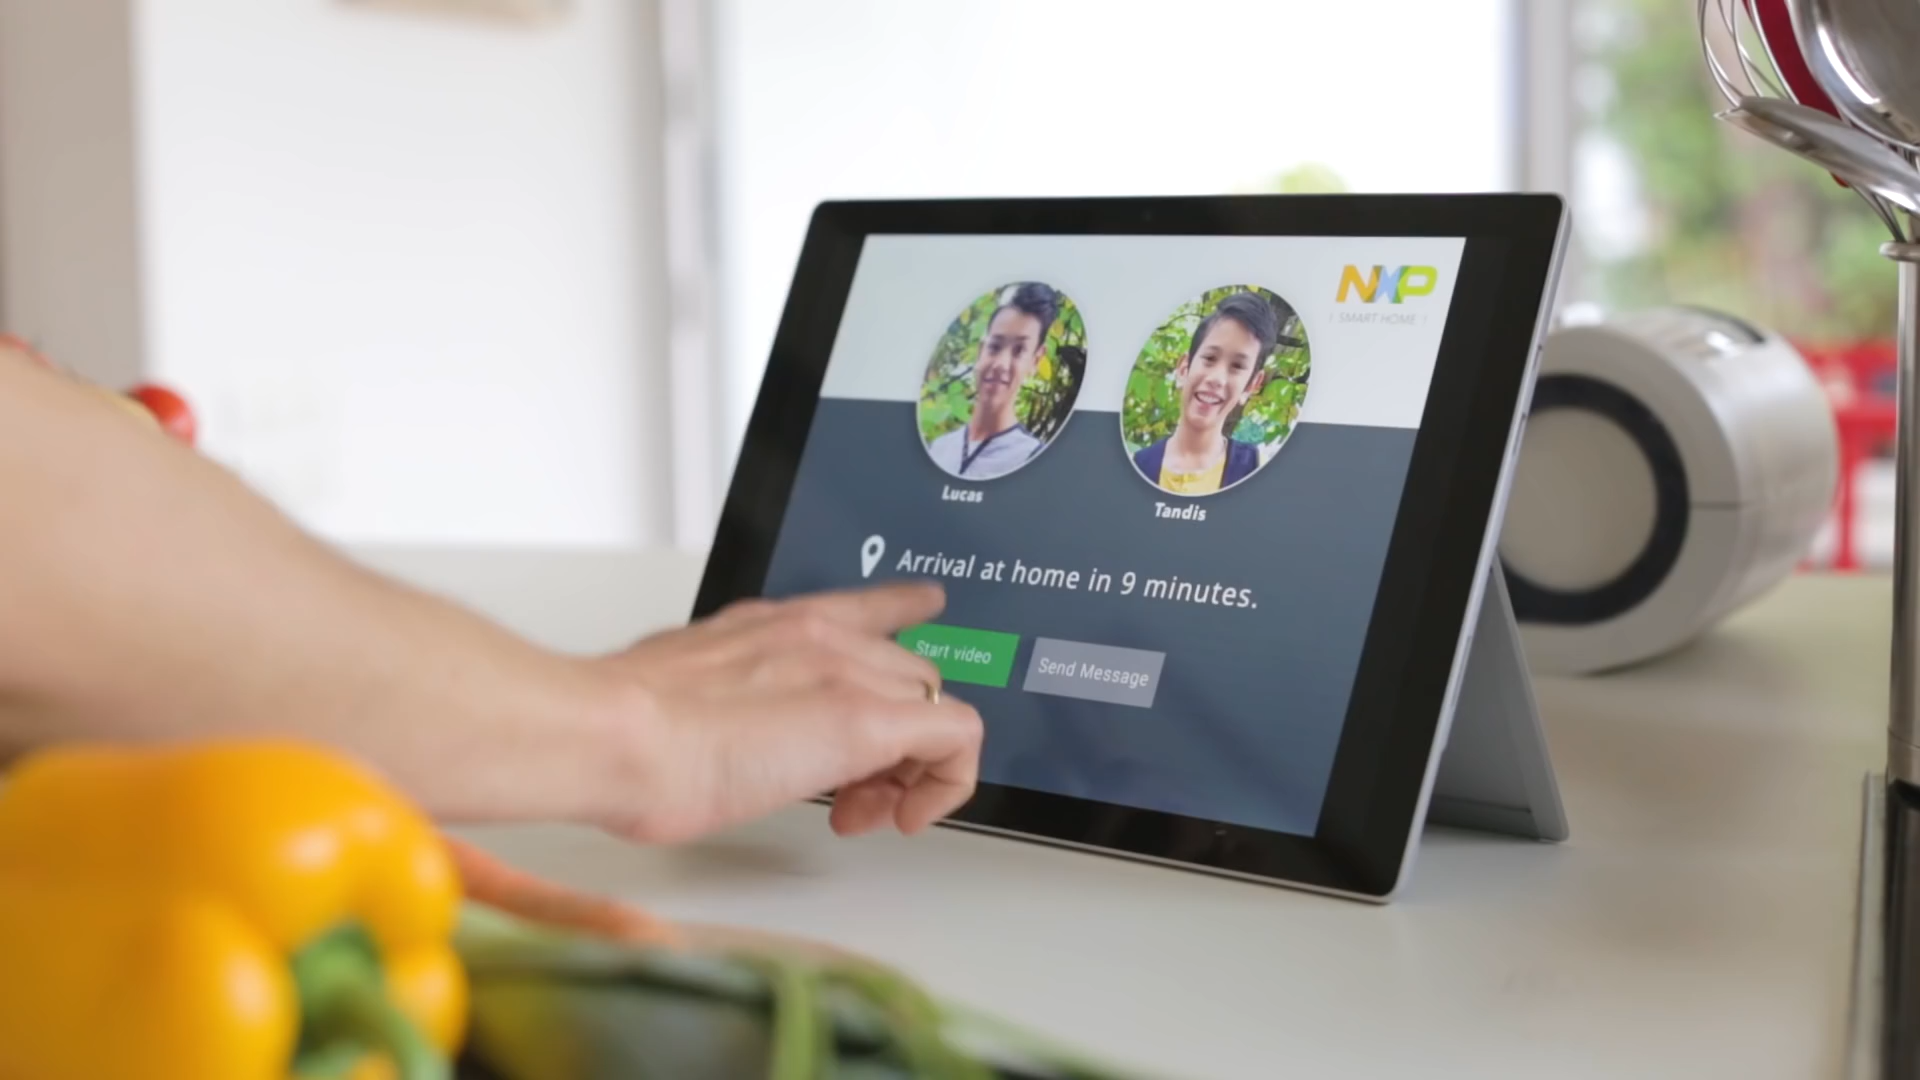 NXP
SMART HOME
Lucas
Tandis
Arrival at home in 9 minutes.
Start video
Send Message